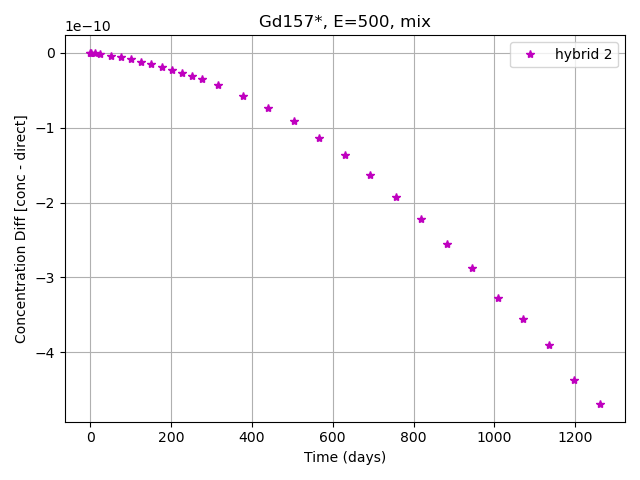 Gd157*, E=500, mix
1e−10
hybrid 2
0
−1
−2
−3
−4
Concentration Diff [conc - direct]
0 200 400 600 800 1000 1200
Time (days)